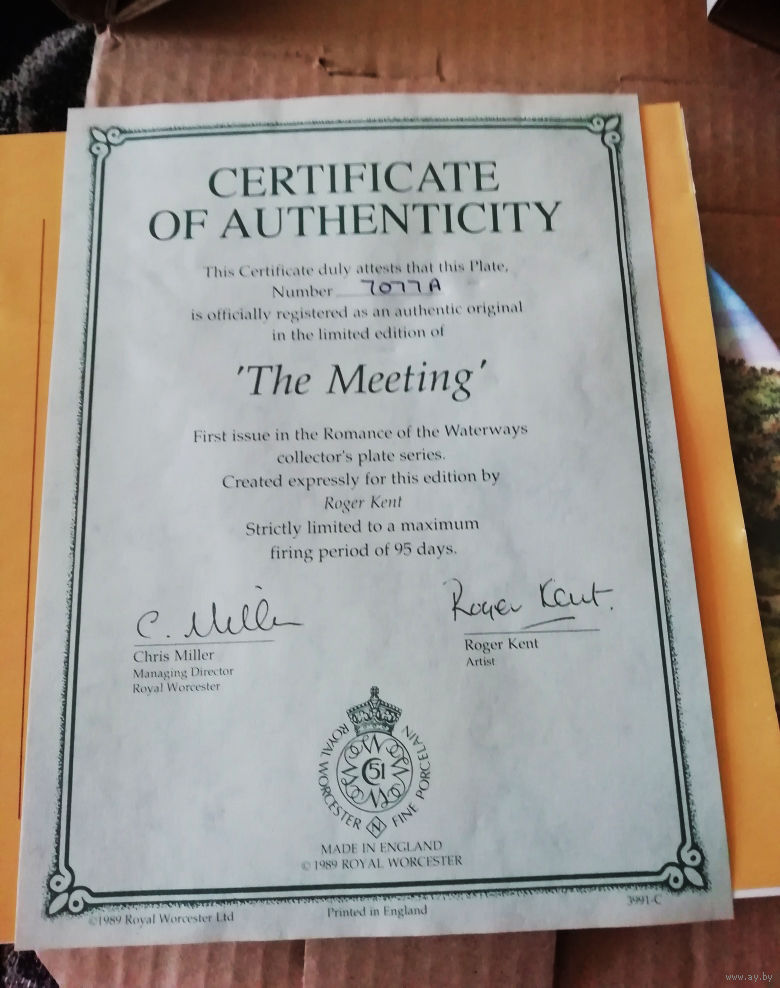 CERTIFICATE
OF AUTHENTICITY
This Certificate duly attests that this Plate,
Number 7077A
is officially registered as an authentic original
in the limited edition of
'The Meeting'
First issue in the Romance of the Waterways
collector's plate series.
Created expressly for this edition by
Roger Kent
Strictly limited to a maximum
firing period of 95 days.
C. Miller
Chris Miller
Managing Director
Royal Worcester
Roger Kent.
Roger Kent
Artist
ROYAL WORCESTER
FINE PORCELAIN
51
N
MADE IN ENGLAND
© 1989 ROYAL WORCESTER
©1989 Royal Worcester Ltd
Printed in England
3991-C
www.ay.by